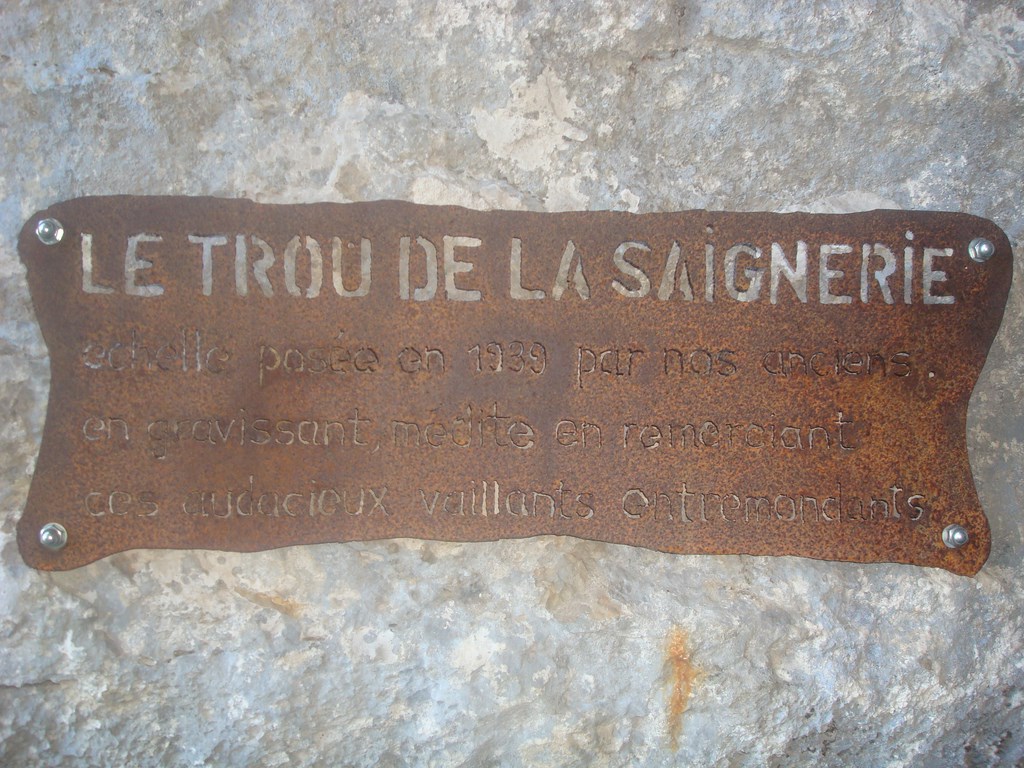 LE TROU DE LA SAiGNERiE
échelle posée en 1939 par nos anciens.
en gravissant, médite en remerciant
ces audacieux vaillants entremondants